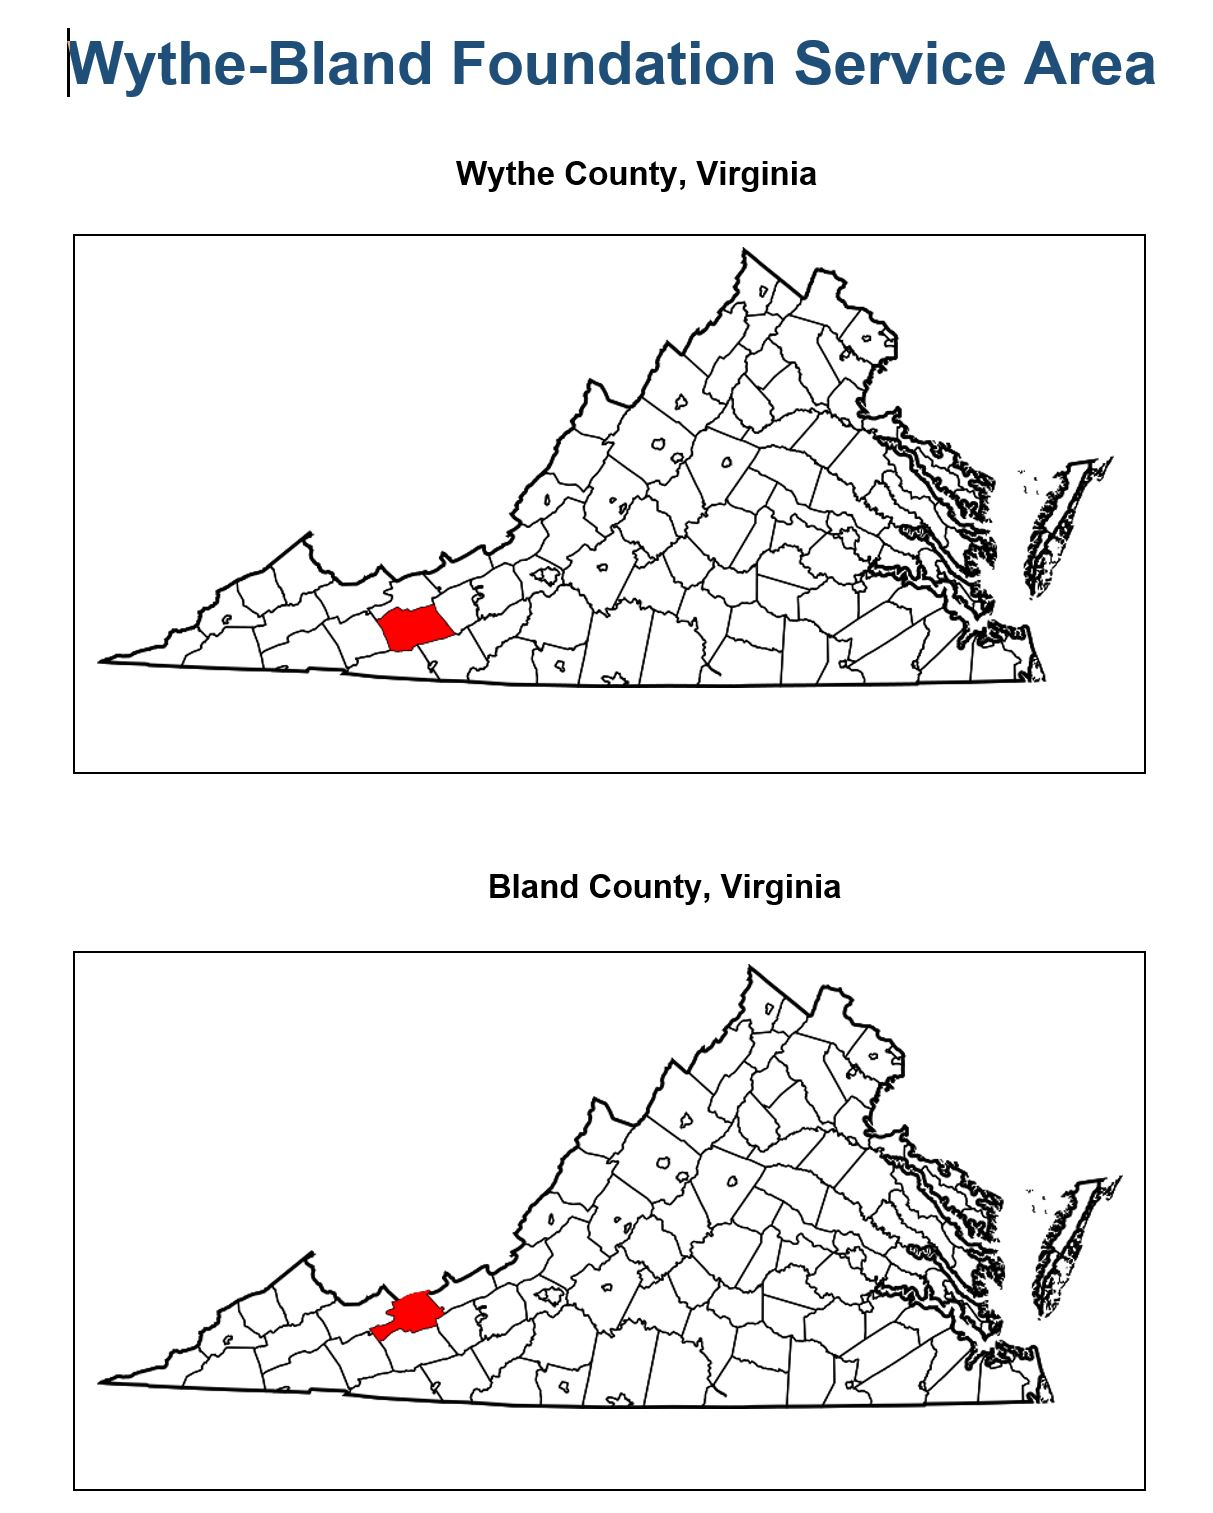 Wythe-Bland Foundation Service Area
Wythe County, Virginia
Bland County, Virginia